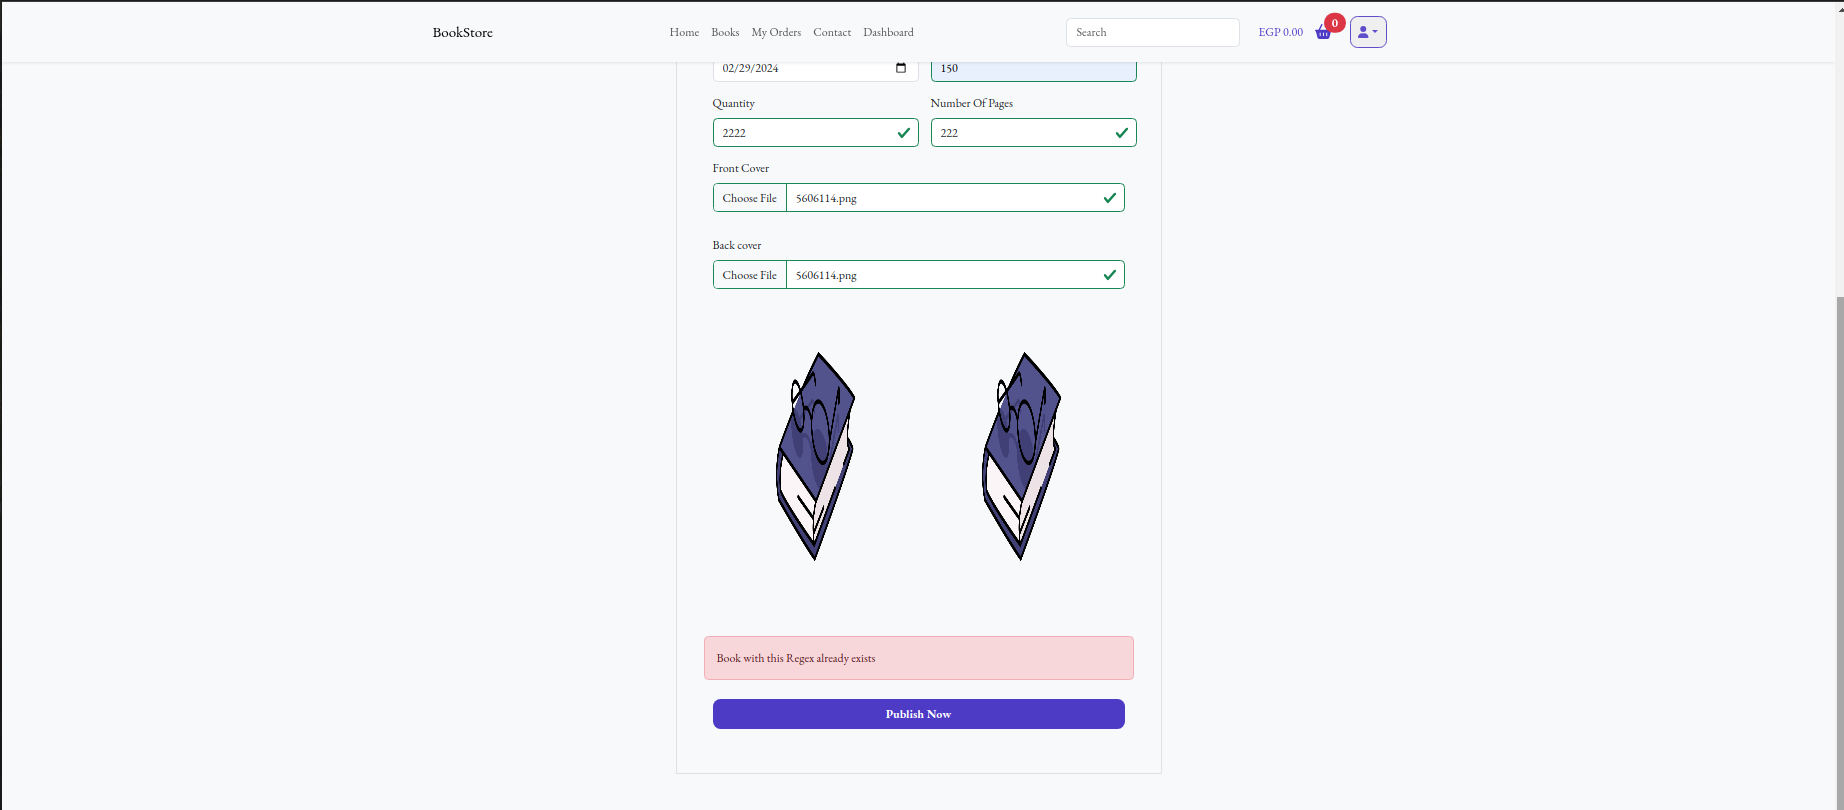 BookStore
Home Books My Orders Contact Dashboard
Search
EGP 0.00
0
02/29/2024
150
Quantity
Number Of Pages
2222
222
Front Cover
Choose File 5606114.png
Back cover
Choose File 5606114.png
Book with this Regex already exists
Publish Now